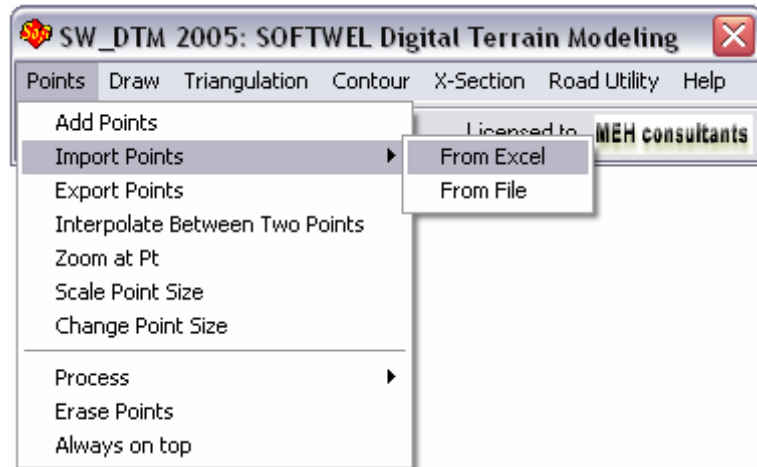 SW_DTM 2005: SOFTWEL Digital Terrain Modeling
Points Draw Triangulation Contour X-Section Road Utility Help
Licensed to MEH consultants
Add Points
Import Points
Export Points
Interpolate Between Two Points
Zoom at Pt
Scale Point Size
Change Point Size
Process
Erase Points
Always on top
From Excel
From File